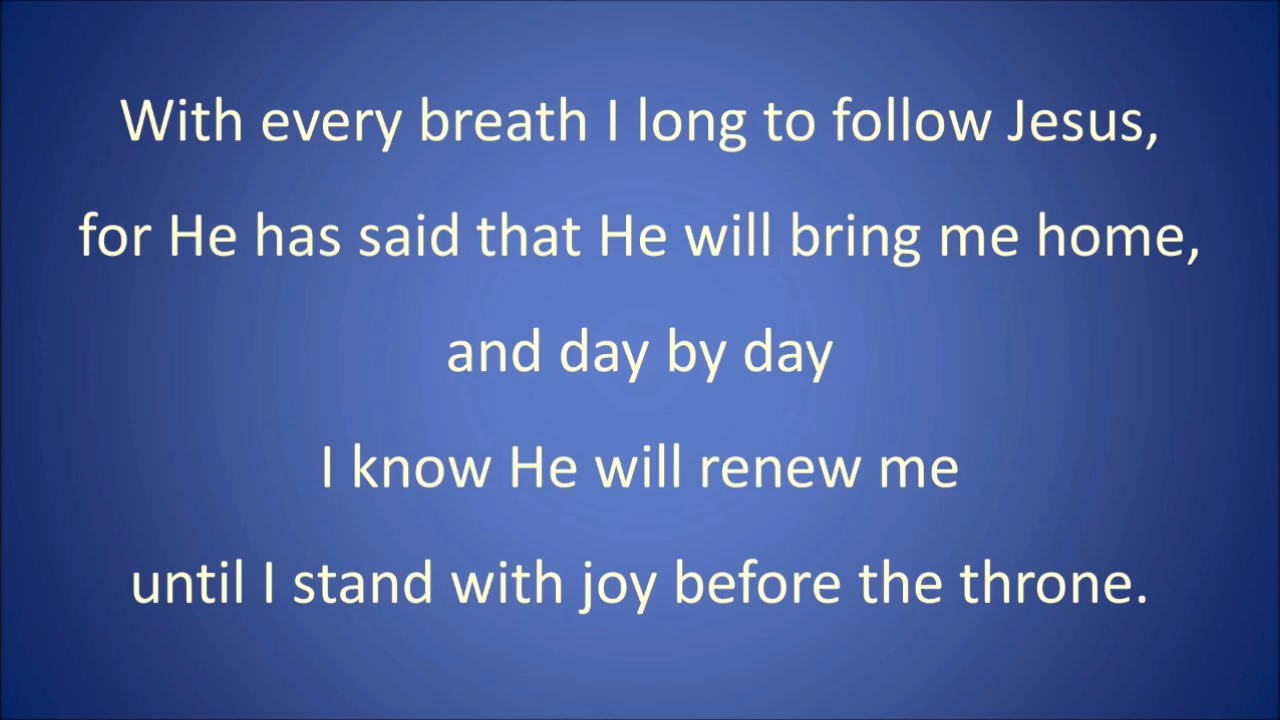 With every breath I long to follow Jesus,
for He has said that He will bring me home,
and day by day
I know He will renew me
until I stand with joy before the throne.